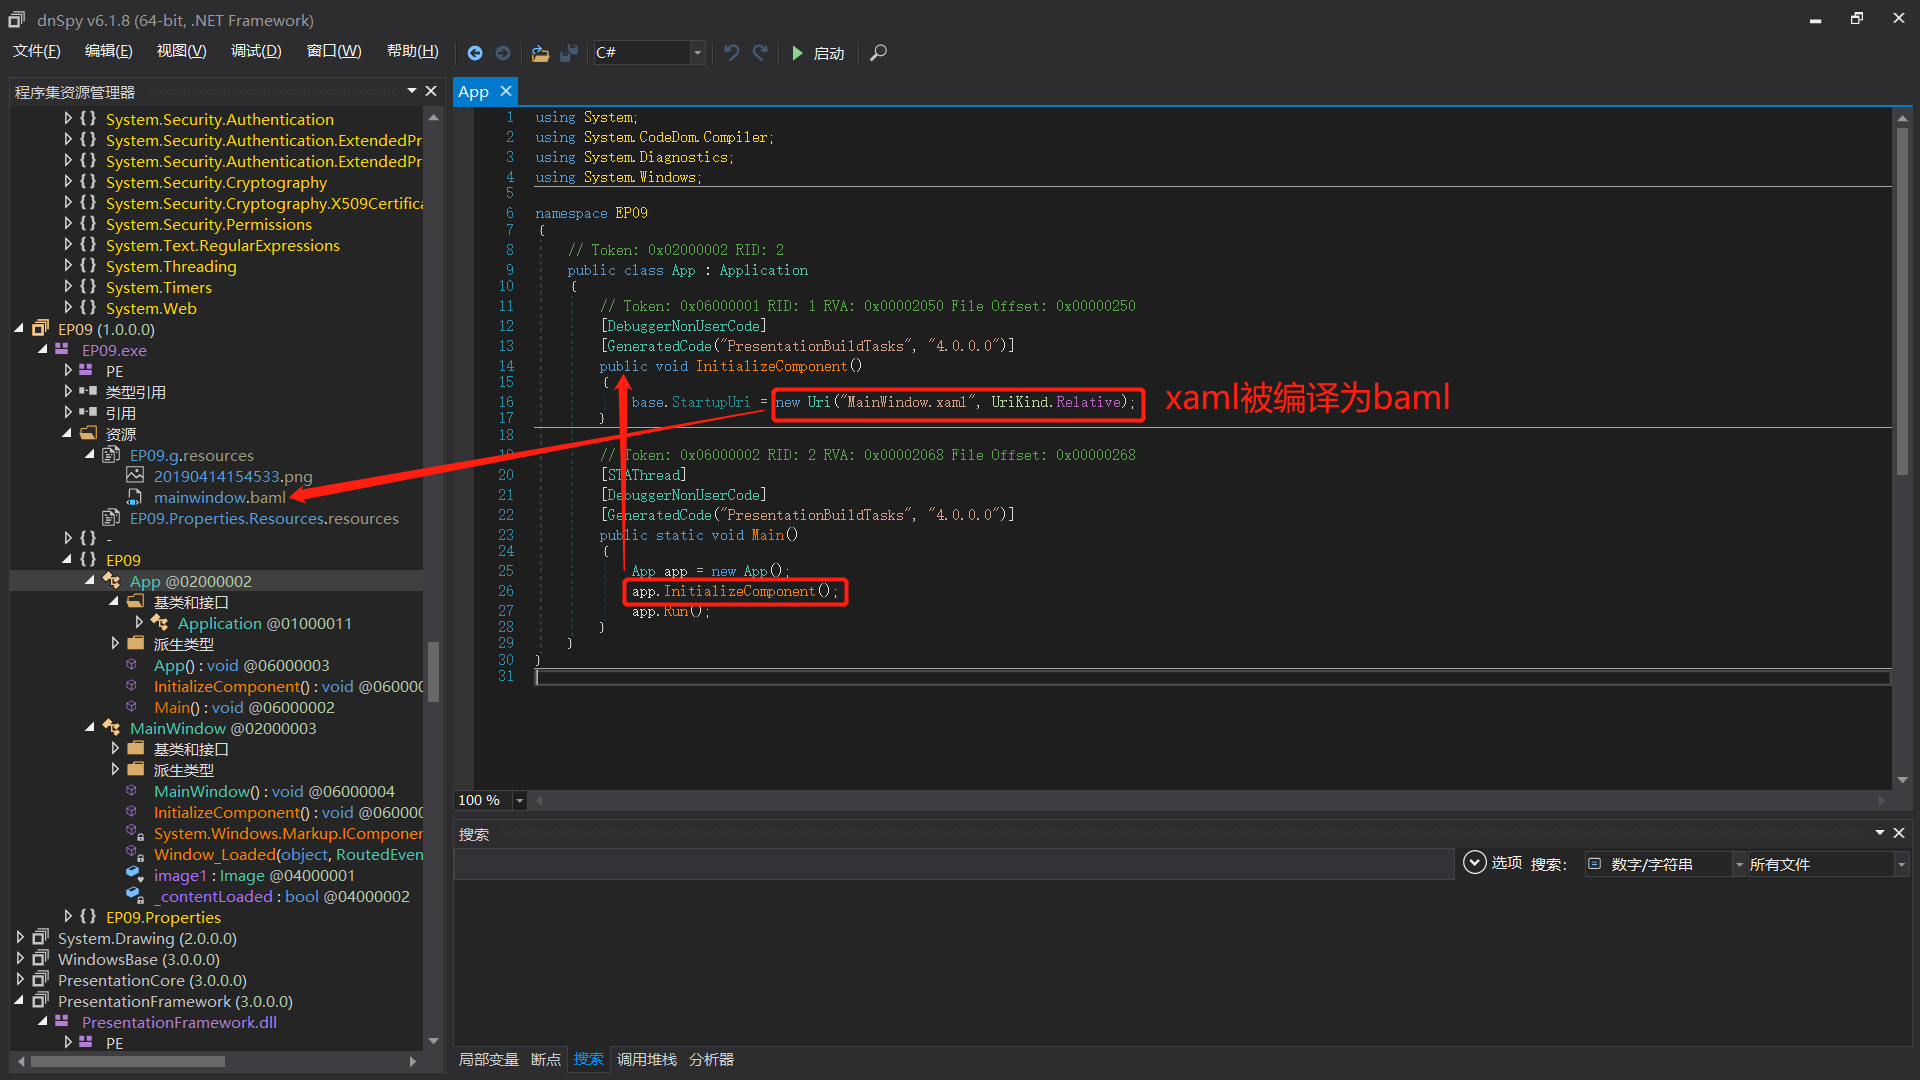 dnSpy v6.1.8 (64-bit, .NET Framework)
文件(F) 编辑(E) 视图(V) 调试(D) 窗口(W) 帮助(H) C# 启动
程序集资源管理器
System.Security.Authentication
System.Security.Authentication.ExtendedPr
System.Security.Authentication.ExtendedPr
System.Security.Cryptography
System.Security.Cryptography.X509Certifica
System.Security.Permissions
System.Text.RegularExpressions
System.Threading
System.Timers
System.Web
EP09 (1.0.0.0)
EP09.exe
PE
类型引用
引用
资源
EP09.g.resources
20190414154533.png
mainwindow.baml
EP09.Properties.Resources.resources
-
EP09
App @02000002
基类和接口
Application @01000011
派生类型
App() : void @06000003
InitializeComponent() : void @060000
Main() : void @06000002
MainWindow @02000003
基类和接口
派生类型
MainWindow() : void @06000004
InitializeComponent() : void @060000
System.Windows.Markup.IComponen
Window_Loaded(object, RoutedEven
image1 : Image @04000001
_contentLoaded : bool @04000002
EP09.Properties
System.Drawing (2.0.0.0)
WindowsBase (3.0.0.0)
PresentationCore (3.0.0.0)
PresentationFramework (3.0.0.0)
PresentationFramework.dll
PE
App
1 using System;
2 using System.CodeDom.Compiler;
3 using System.Diagnostics;
4 using System.Windows;
5
6 namespace EP09
7 {
8 // Token: 0x02000002 RID: 2
9 public class App : Application
10 {
11 // Token: 0x06000001 RID: 1 RVA: 0x00002050 File Offset: 0x00000250
12 [DebuggerNonUserCode]
13 [GeneratedCode("PresentationBuildTasks", "4.0.0.0")]
14 public void InitializeComponent()
15 {
16 base.StartupUri = new Uri("MainWindow.xaml", UriKind.Relative);
17 }
18
19 // Token: 0x06000002 RID: 2 RVA: 0x00002068 File Offset: 0x00000268
20 [STAThread]
21 [DebuggerNonUserCode]
22 [GeneratedCode("PresentationBuildTasks", "4.0.0.0")]
23 public static void Main()
24 {
25 App app = new App();
26 app.InitializeComponent();
27 app.Run();
28 }
29 }
30 }
31
xaml被编译为baml
100 %
搜索
选项 搜索: 数字/字符串 所有文件
局部变量 断点 搜索 调用堆栈 分析器